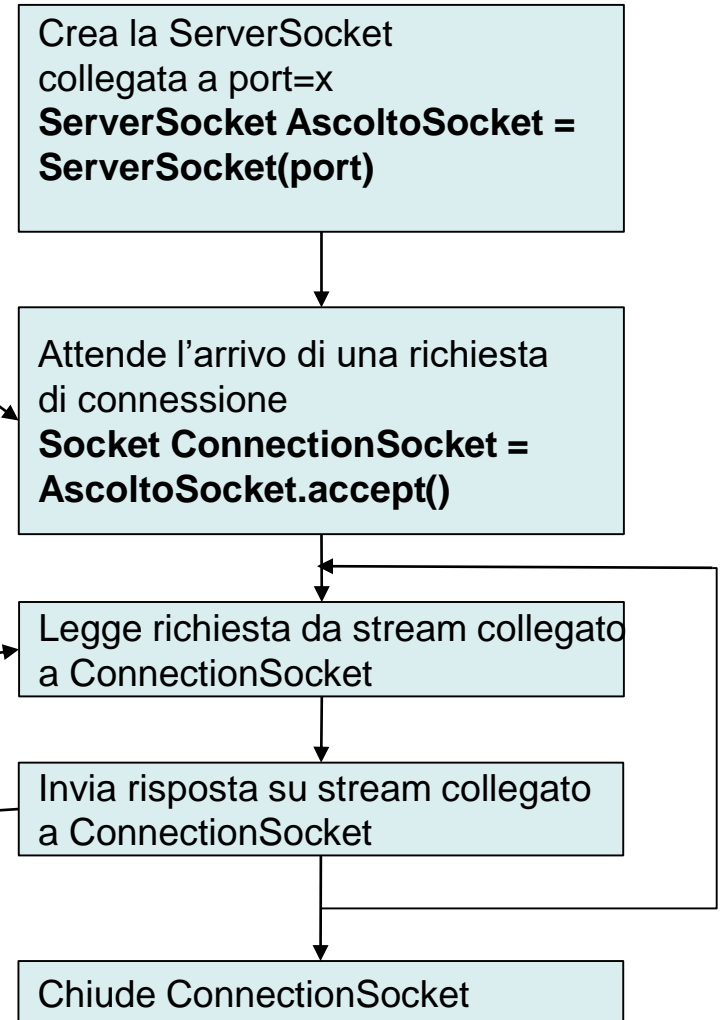 Crea la ServerSocket
collegata a port=x
ServerSocket AscoltoSocket =
ServerSocket(port)
Attende l’arrivo di una richiesta
di connessione
Socket ConnectionSocket =
AscoltoSocket.accept()
Legge richiesta da stream collegato
a ConnectionSocket
Invia risposta su stream collegato
a ConnectionSocket
Chiude ConnectionSocket